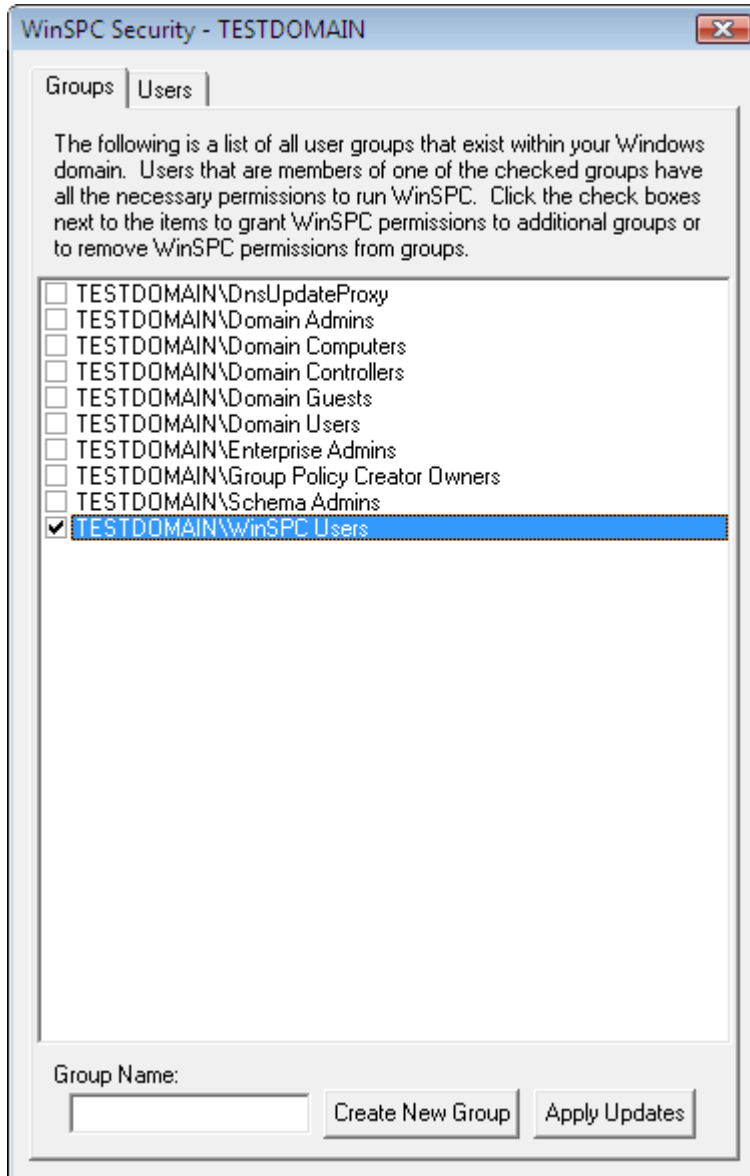 WinSPC Security - TESTDOMAIN
Groups
Users
The following is a list of all user groups that exist within your Windows
domain.  Users that are members of one of the checked groups have
all the necessary permissions to run WinSPC.  Click the check boxes
next to the items to grant WinSPC permissions to additional groups or
to remove WinSPC permissions from groups.
TESTDOMAIN\DnsUpdateProxy
TESTDOMAIN\Domain Admins
TESTDOMAIN\Domain Computers
TESTDOMAIN\Domain Controllers
TESTDOMAIN\Domain Guests
TESTDOMAIN\Domain Users
TESTDOMAIN\Enterprise Admins
TESTDOMAIN\Group Policy Creator Owners
TESTDOMAIN\Schema Admins
TESTDOMAIN\WinSPC Users
Group Name:
Create New Group
Apply Updates